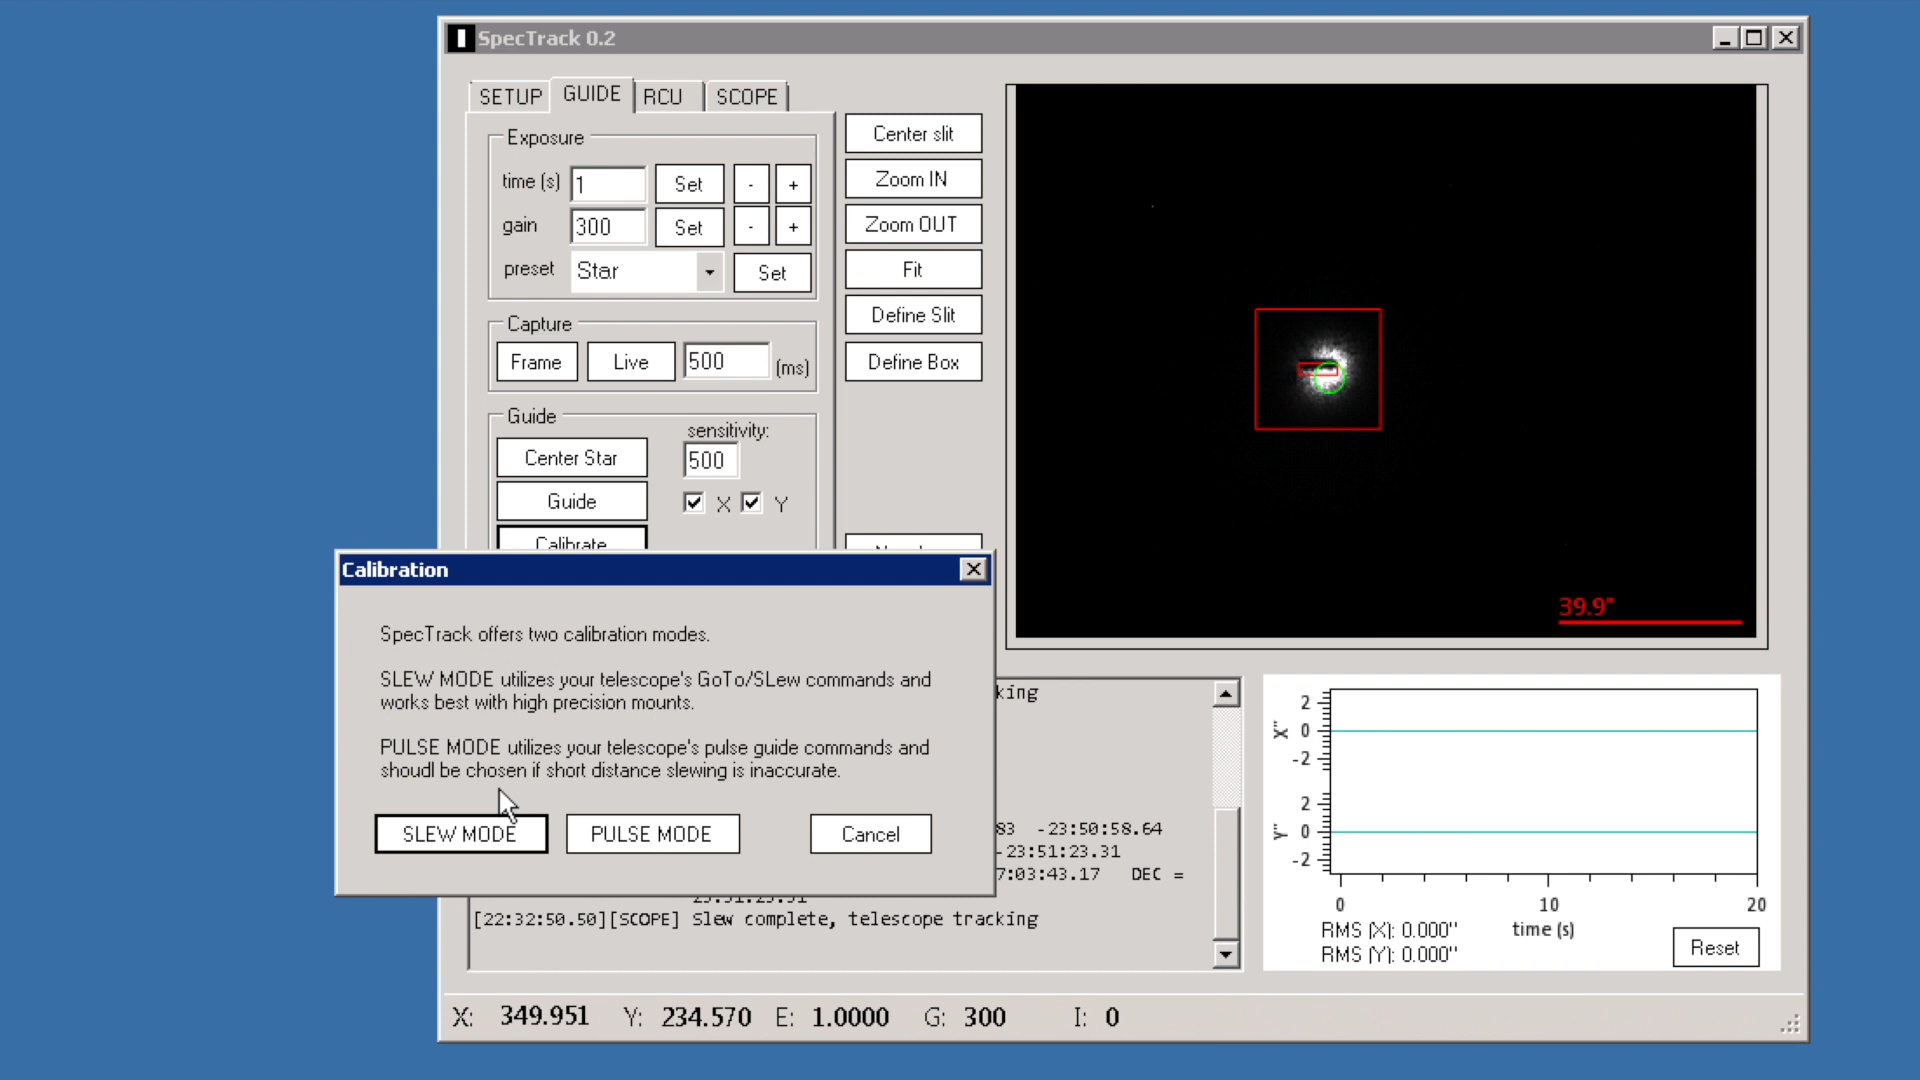 SpecTrack 0.2
SETUP GUIDE RCU SCOPE
Exposure
time (s) 1 Set - +
gain 300 Set - +
preset Star Set
Capture
Frame Live 500 (ms)
Guide
sensitivity:
Center Star 500
Guide X Y
Calibrate
Center slit
Zoom IN
Zoom OUT
Fit
Define Slit
Define Box
39.9"
Calibration
SpecTrack offers two calibration modes.
SLEW MODE utilizes your telescope's GoTo/SLew commands and
works best with high precision mounts.
PULSE MODE utilizes your telescope's pulse guide commands and
shoudl be chosen if short distance slewing is inaccurate.
SLEW MODE PULSE MODE Cancel
king
83 -23:50:58.64
-23:51:23.31
7:03:43.17 DEC =
[22:32:50.50][SCOPE] Slew complete, telescope tracking
X"
2
0
-2
Y"
2
0
-2
0 10 20
time (s)
RMS (X): 0.000"
RMS (Y): 0.000"
Reset
X: 349.951 Y: 234.570 E: 1.0000 G: 300 I: 0